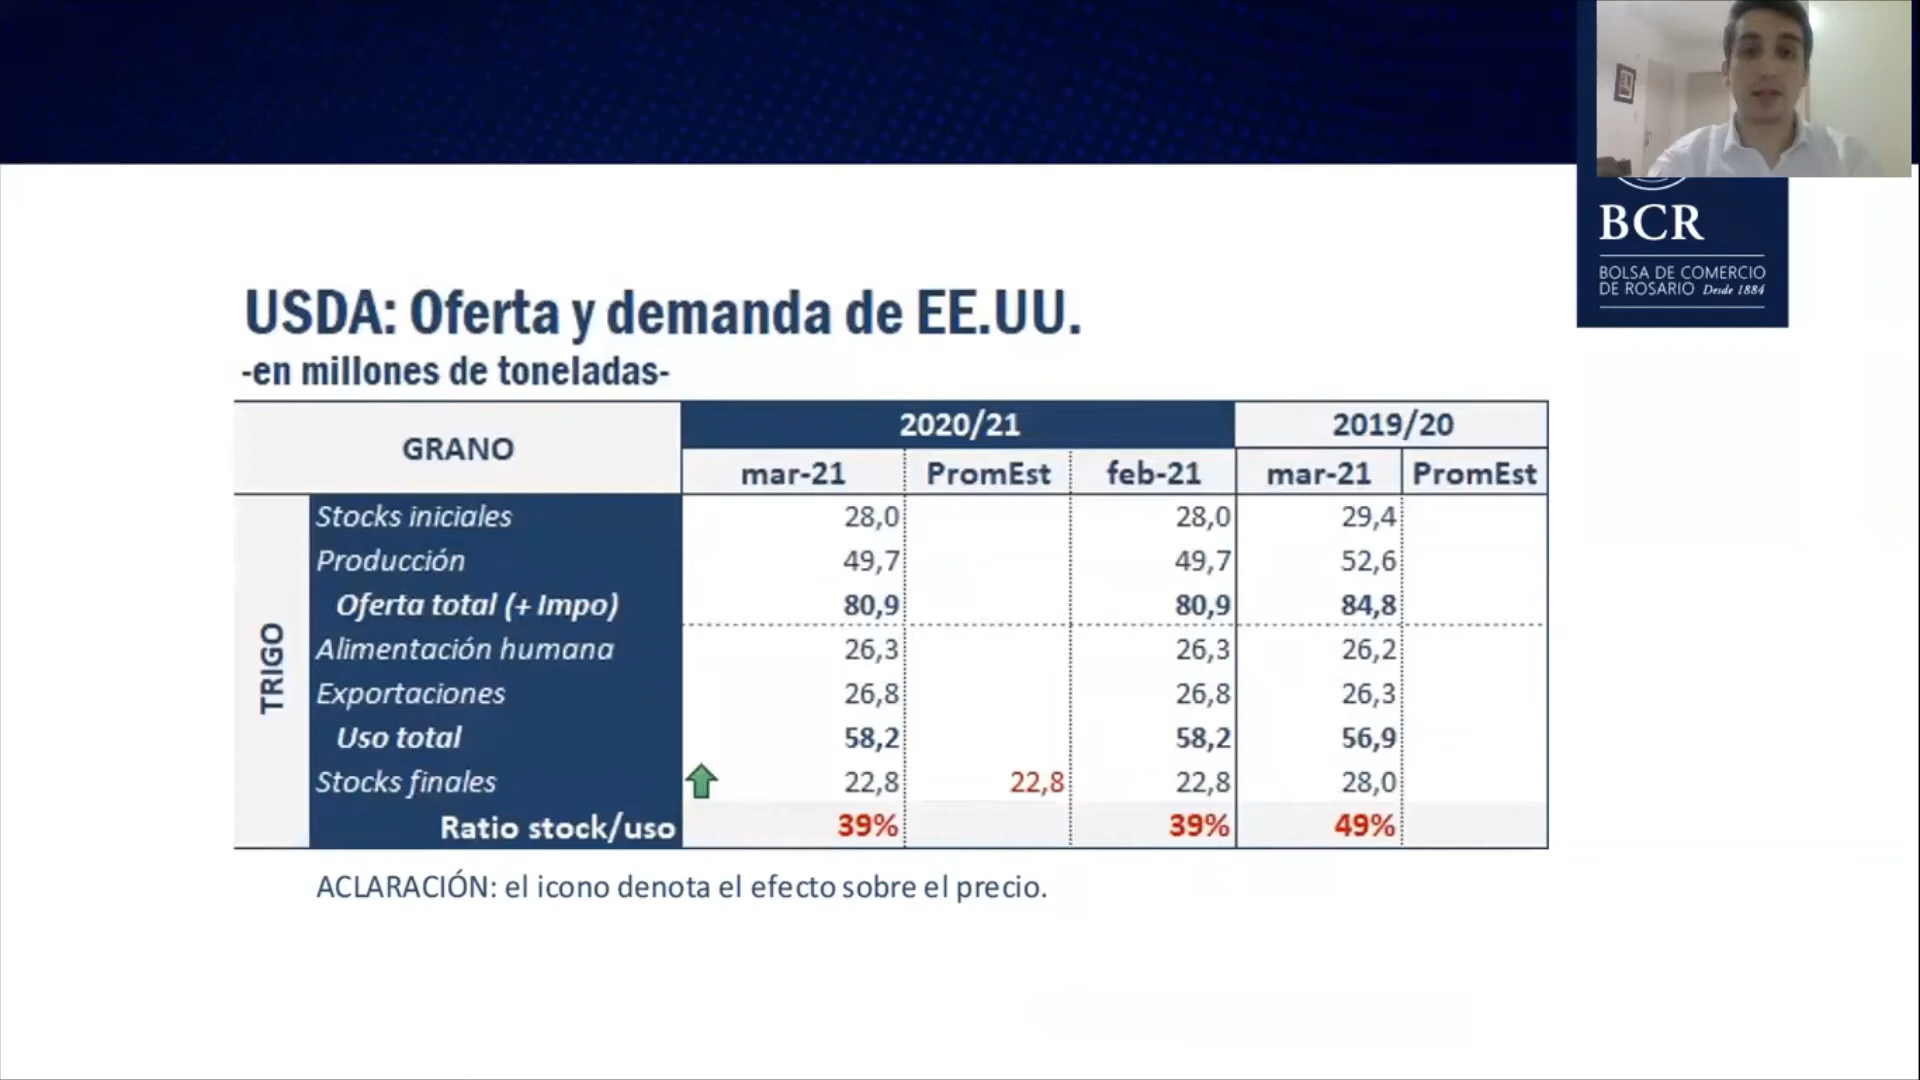 BCR
BOLSA DE COMERCIO
DE ROSARIO Desde 1884
USDA: Oferta y demanda de EE.UU.
-en millones de toneladas-
GRANO 2020/21 2019/20
mar-21 PromEst feb-21 mar-21 PromEst
TRIGO
Stocks iniciales 28,0 28,0 29,4
Producción 49,7 49,7 52,6
Oferta total (+ Impo) 80,9 80,9 84,8
Alimentación humana 26,3 26,3 26,2
Exportaciones 26,8 26,8 26,3
Uso total 58,2 58,2 56,9
Stocks finales 22,8 22,8 22,8 28,0
Ratio stock/uso 39% 39% 49%
ACLARACIÓN: el icono denota el efecto sobre el precio.